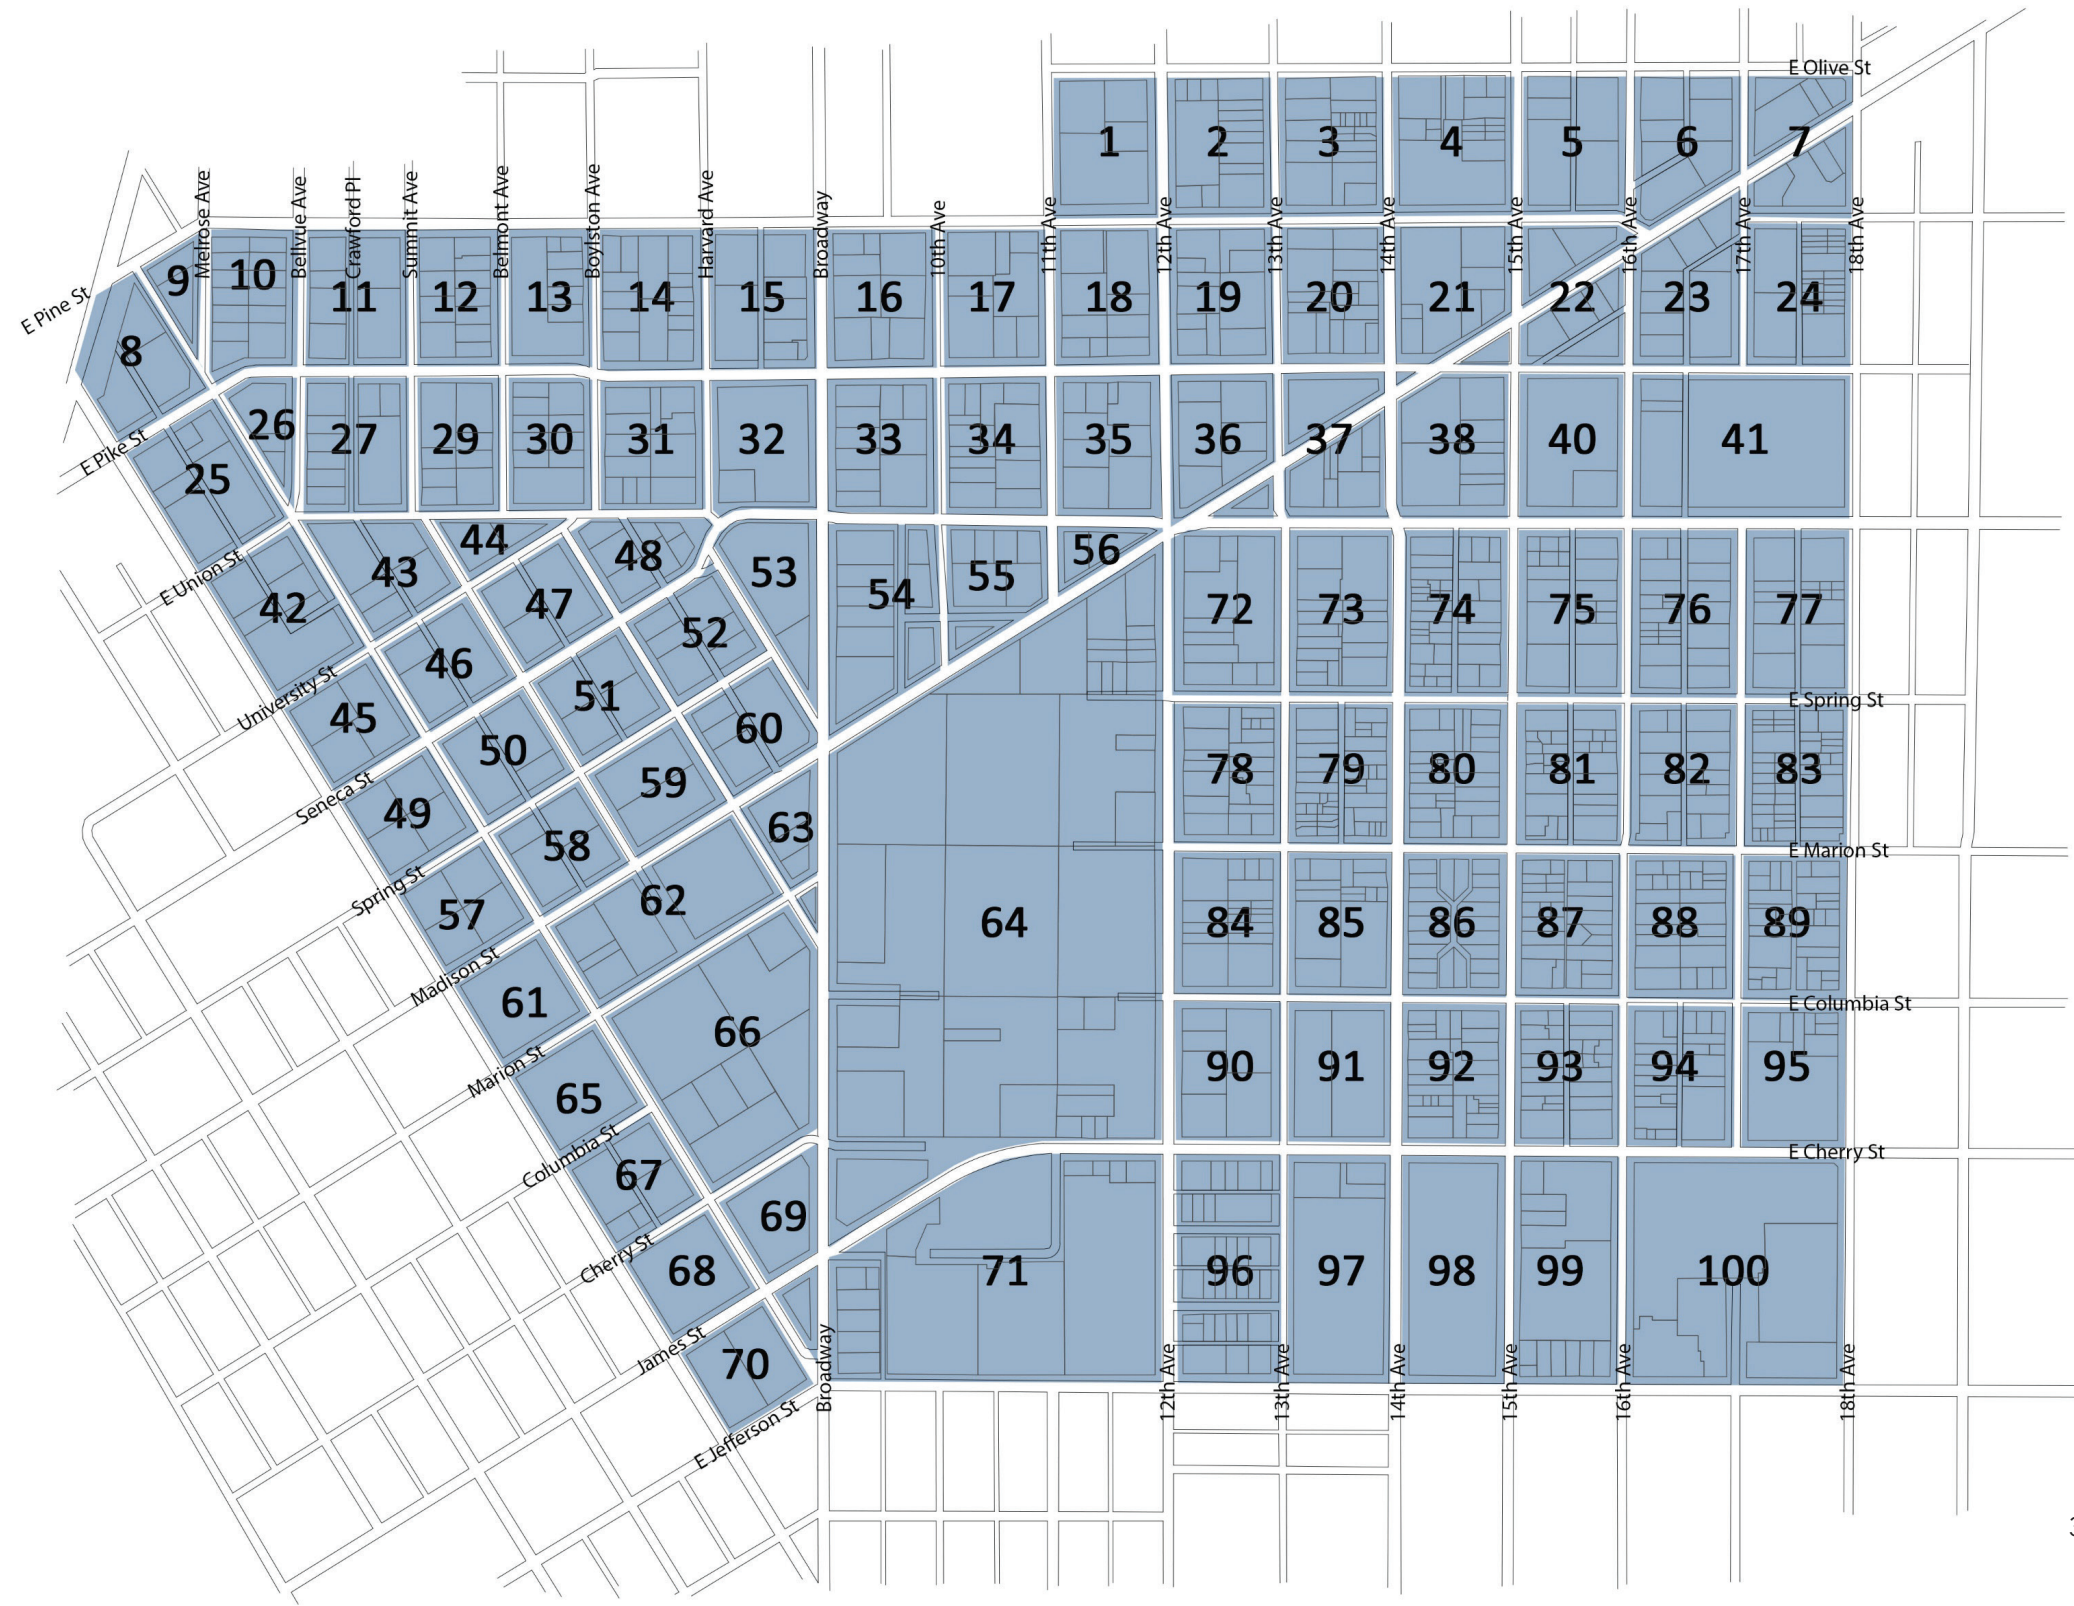 E Olive St
1
2
3
4
5
6
7
E Pine St
Melrose Ave
Bellvue Ave
Crawford Pl
Summit Ave
Belmont Ave
Boylston Ave
Harvard Ave
Broadway
10th Ave
11th Ave
12th Ave
13th Ave
14th Ave
15th Ave
16th Ave
17th Ave
18th Ave
8
9
10
11
12
13
14
15
16
17
18
19
20
21
22
23
24
E Pike St
25
26
27
29
30
31
32
33
34
35
36
37
38
40
41
E Union St
42
43
44
48
53
54
55
56
47
52
46
51
60
University St
45
50
59
63
72
73
74
75
76
77
E Spring St
Seneca St
49
58
62
64
78
79
80
81
82
83
E Marion St
Spring St
57
66
84
85
86
87
88
89
Madison St
61
E Columbia St
Marion St
65
90
91
92
93
94
95
Columbia St
67
69
E Cherry St
Cherry St
68
71
96
97
98
99
100
James St
70
E Jefferson St
Broadway
12th Ave
13th Ave
14th Ave
15th Ave
16th Ave
18th Ave